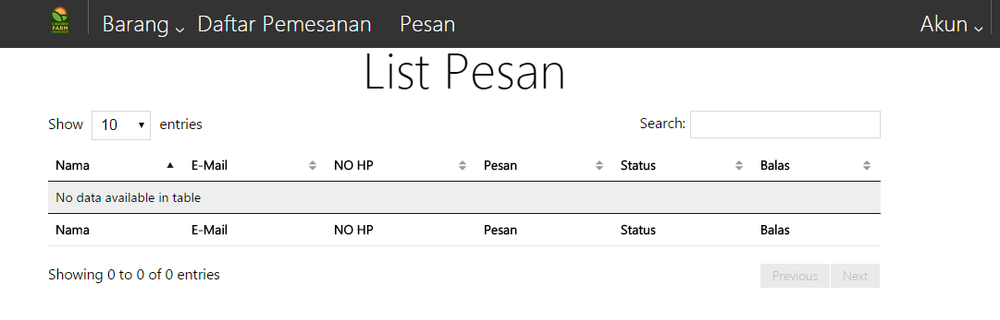 FARM
Barang Daftar Pemesanan Pesan Akun
List Pesan
Show 10 entries Search:
Nama E-Mail NO HP Pesan Status Balas
No data available in table
Nama E-Mail NO HP Pesan Status Balas
Showing 0 to 0 of 0 entries Previous Next